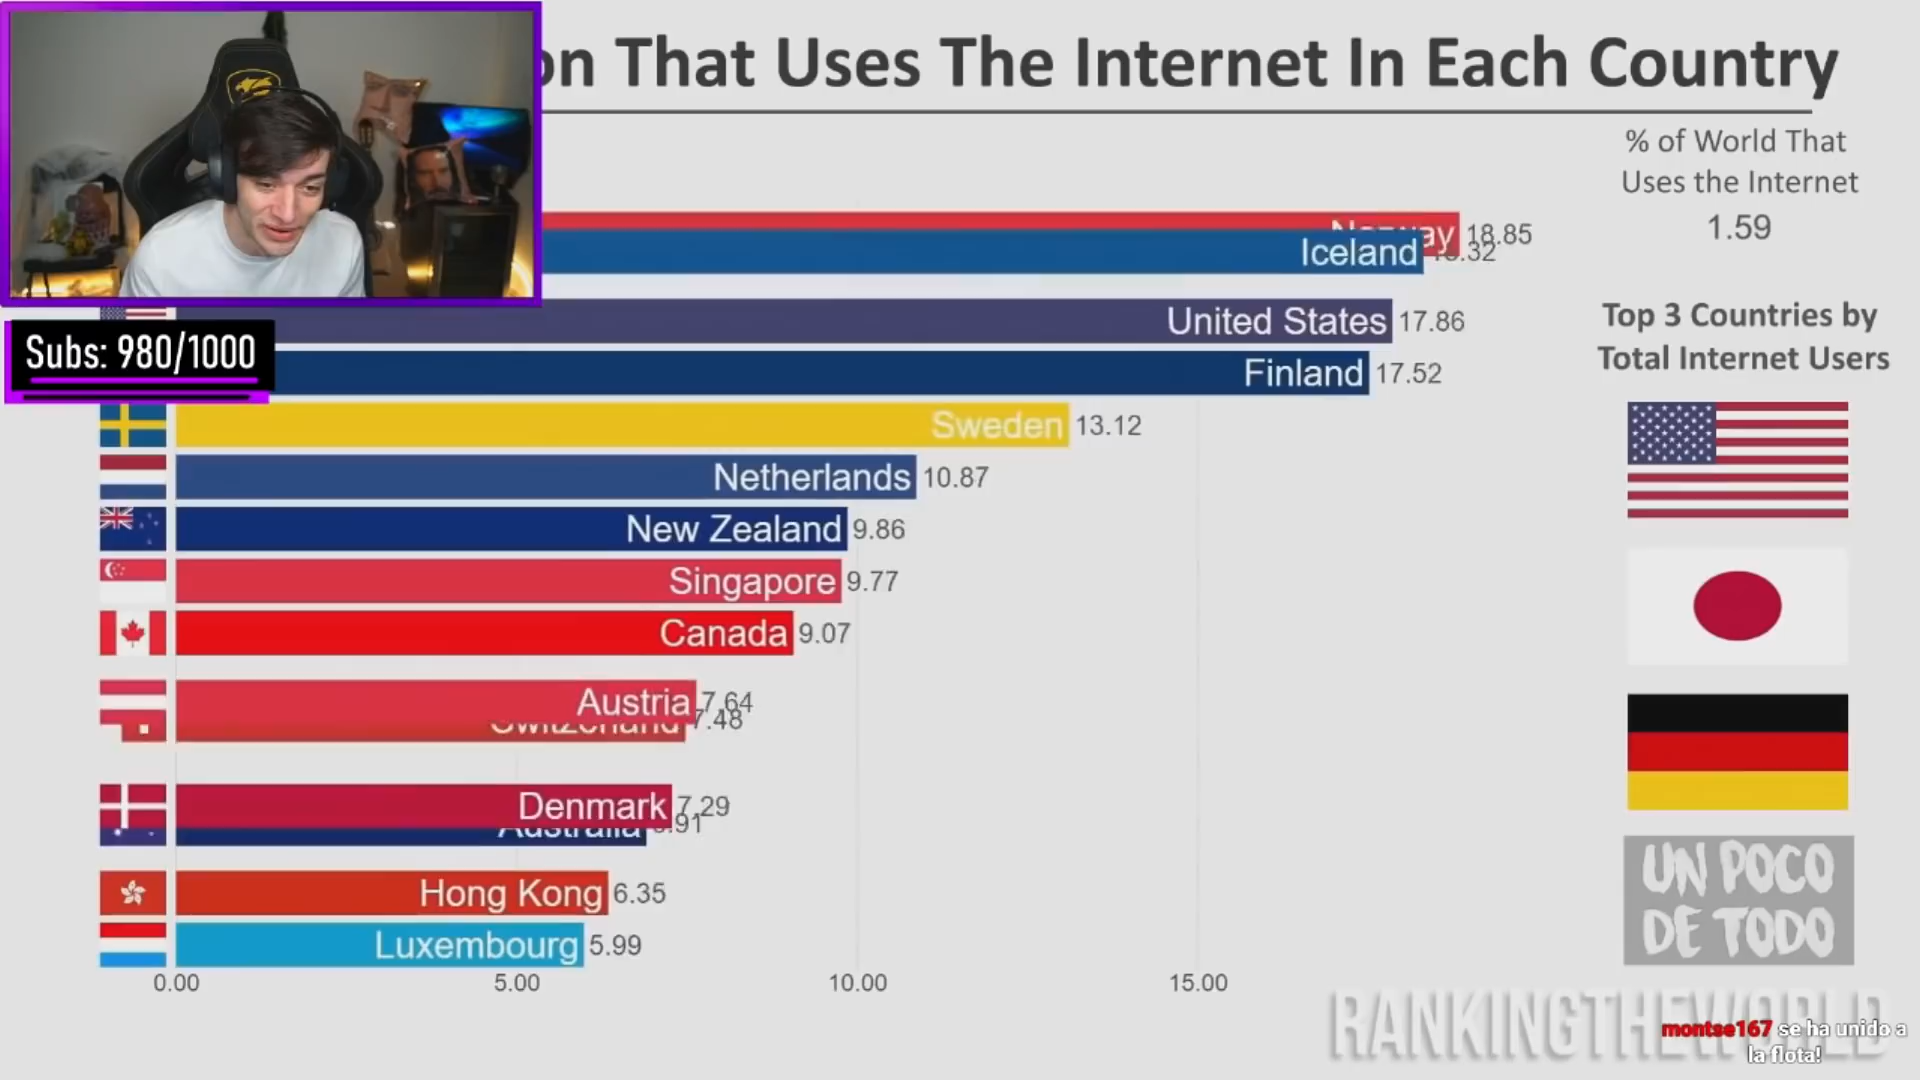 on That Uses The Internet In Each Country
% of World That
Uses the Internet
1.59
18.85
Iceland
United States 17.86
Subs: 980/1000
Finland 17.52
Sweden 13.12
Netherlands 10.87
New Zealand 9.86
Singapore 9.77
Canada 9.07
Austria 7.64
Switzerland 7.48
Denmark 7.29
Australia
Hong Kong 6.35
Luxembourg 5.99
0.00 5.00 10.00 15.00
Top 3 Countries by
Total Internet Users
UN POCO
DE TODO
RANKINGTHEWORLD
montse167 se ha unido a
la flota!